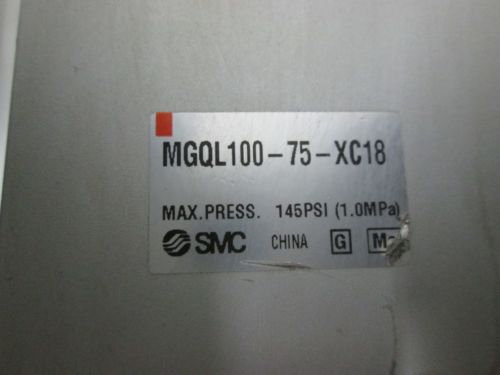 MGQL100-75-XC18
MAX.PRESS. 145PSI (1.0MPa)
SMC CHINA G